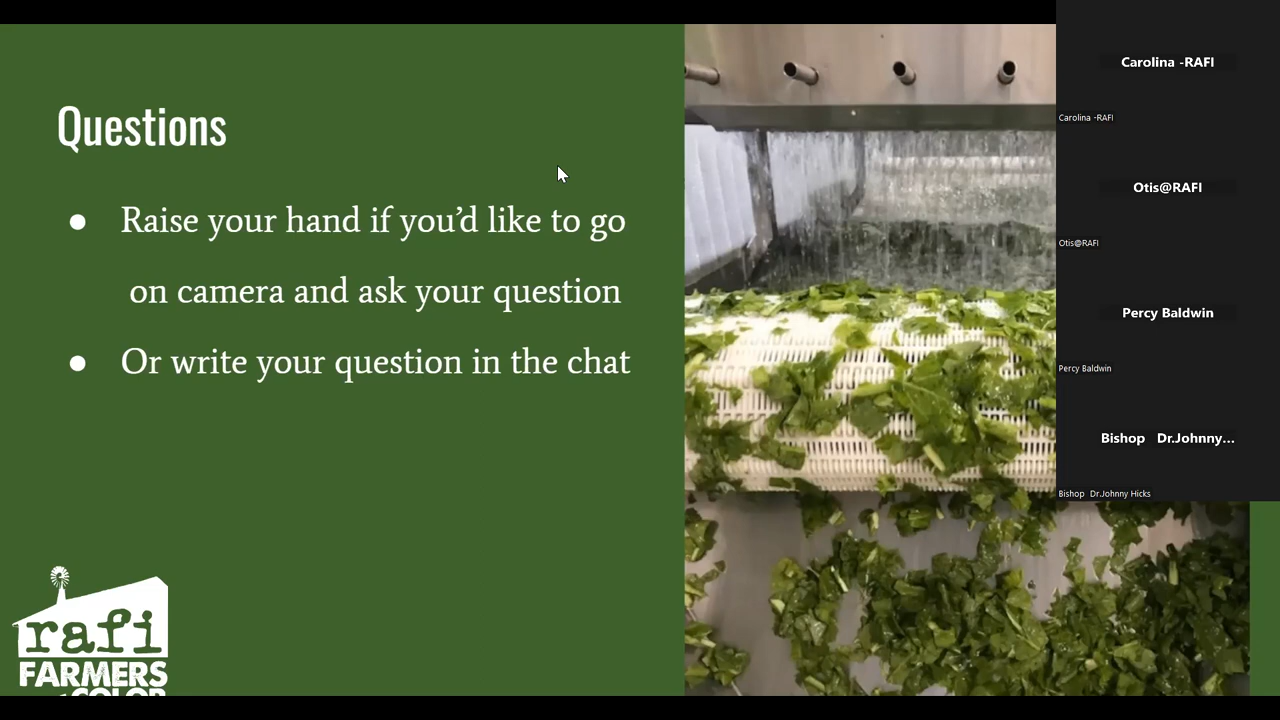 Questions
● Raise your hand if you’d like to go
on camera and ask your question
● Or write your question in the chat
rafi
FARMERS
COLOR
Carolina -RAFI
Carolina -RAFI
Otis@RAFI
Otis@RAFI
Percy Baldwin
Percy Baldwin
Bishop Dr.Johnny...
Bishop Dr.Johnny Hicks